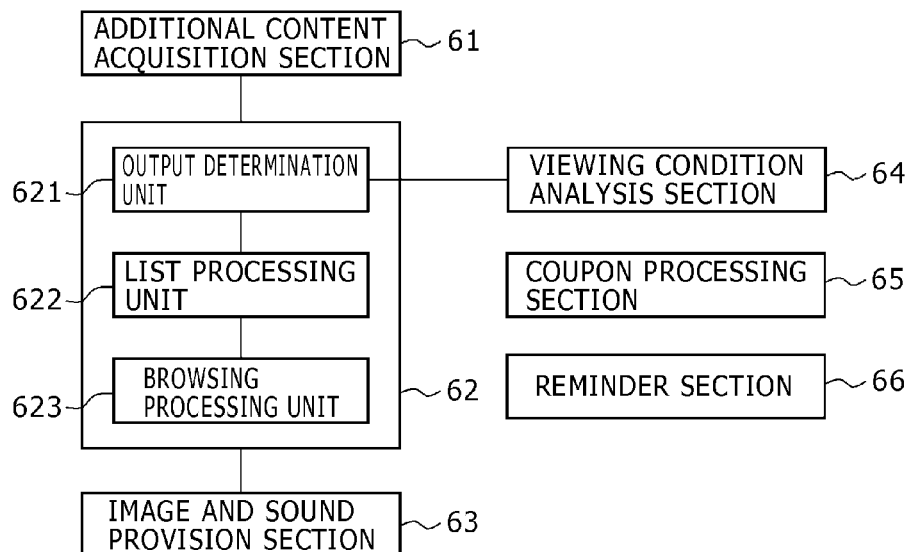 ADDITIONAL CONTENT
ACQUISITION SECTION
61
OUTPUT DETERMINATION
UNIT
621
VIEWING CONDITION
ANALYSIS SECTION
64
LIST PROCESSING
UNIT
622
COUPON PROCESSING
SECTION
65
BROWSING
PROCESSING UNIT
623
62
REMINDER SECTION
66
IMAGE AND SOUND
PROVISION SECTION
63